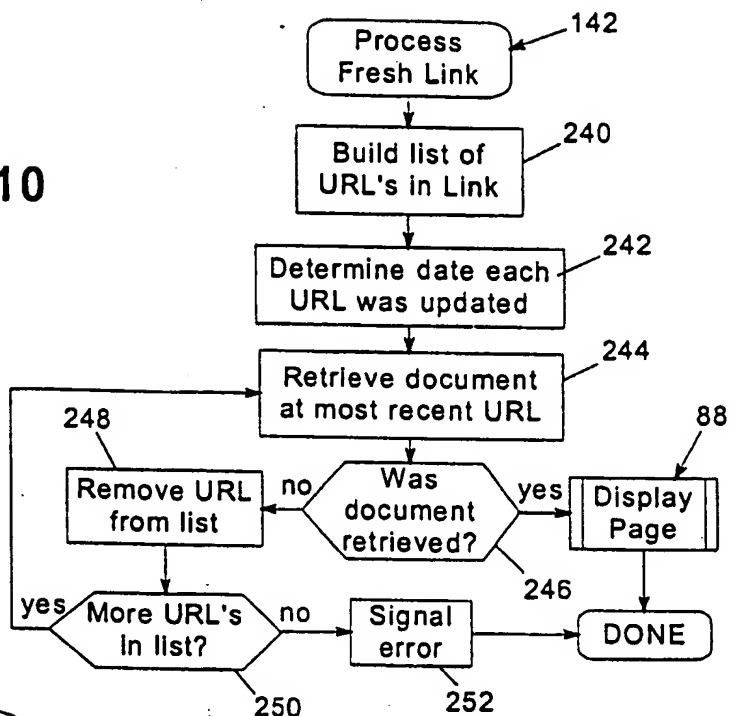 142
Process
Fresh Link
10
240
Build list of
URL's in Link
242
Determine date each
URL was updated
244
Retrieve document
at most recent URL
248
88
Remove URL
from list
no
Was
document
retrieved?
yes
Display
Page
246
yes
More URL's
in list?
no
Signal
error
DONE
250
252